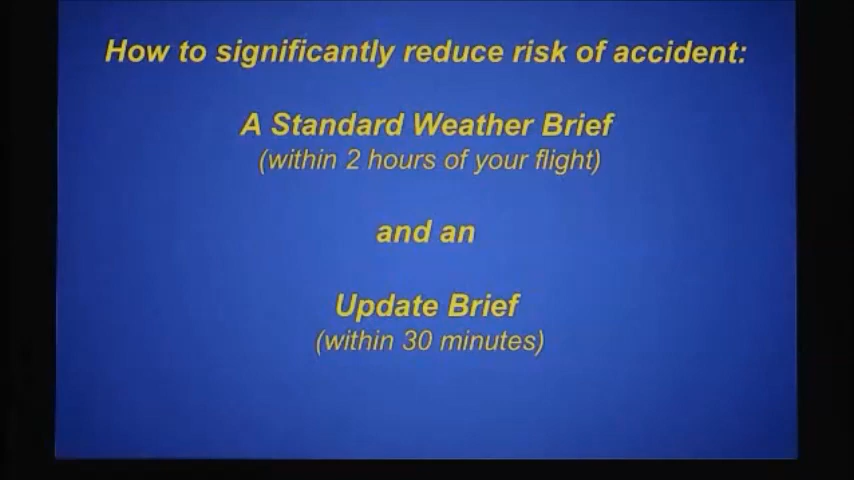 How to significantly reduce risk of accident:
A Standard Weather Brief
(within 2 hours of your flight)
and an
Update Brief
(within 30 minutes)